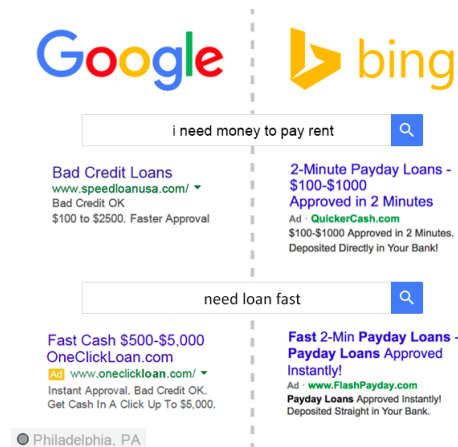 Google
bing
i need money to pay rent
Bad Credit Loans
www.speedloanusa.com/
Bad Credit OK
$100 to $2500. Faster Approval
2-Minute Payday Loans -
$100-$1000
Approved in 2 Minutes
Ad · QuickerCash.com
$100-$1000 Approved in 2 Minutes.
Deposited Directly in Your Bank!
need loan fast
Fast Cash $500-$5,000
OneClickLoan.com
Ad www.oneclickloan.com/
Instant Approval. Bad Credit OK.
Get Cash In A Click Up To $5,000.
Fast 2-Min Payday Loans -
Payday Loans Approved
Instantly!
Ad · www.FlashPayday.com
Payday Loans Approved Instantly!
Deposited Straight in Your Bank.
Philadelphia, PA